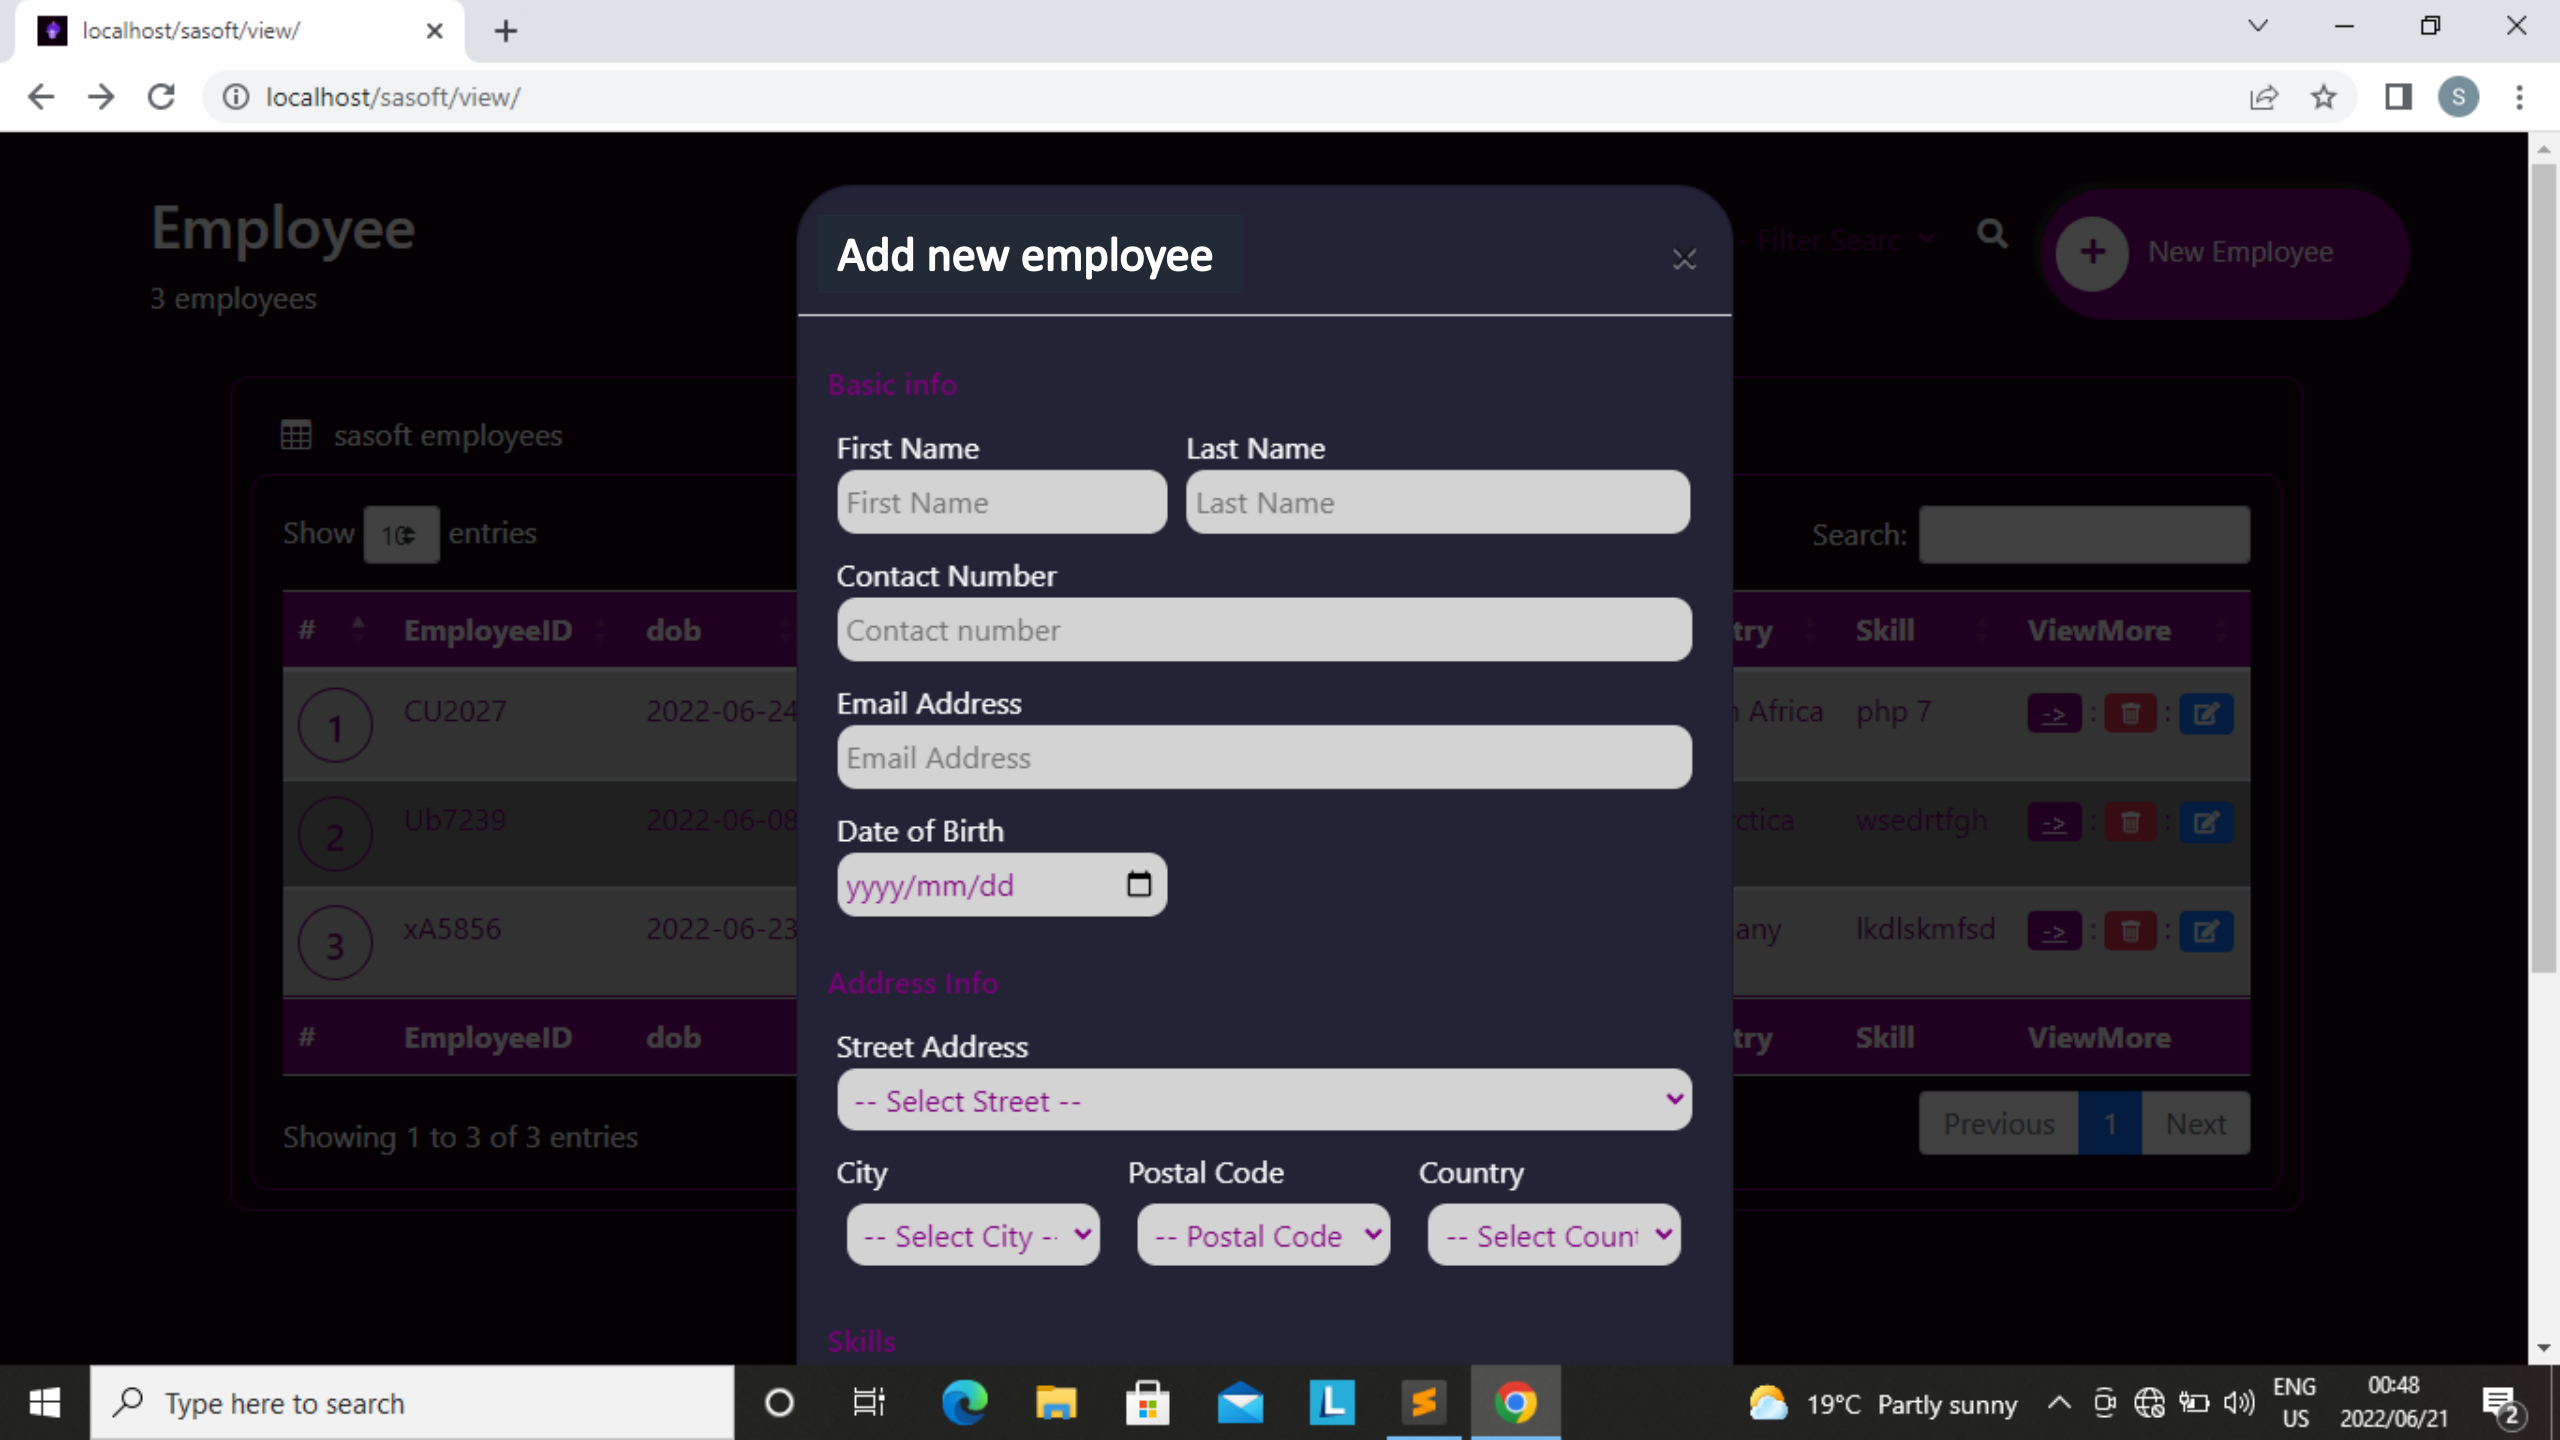 localhost/sasoft/view/
localhost/sasoft/view/
S
Employee
3 employees
Add new employee
Filter Searc
New Employee
Basic info
sasoft employees
First Name Last Name
First Name Last Name
Show 10 entries
Search:
Contact Number
Contact number
# EmployeeID dob try Skill ViewMore
Email Address
1 CU2027 2022-06-24 Africa php 7 -> : :
Email Address
2 Ub7239 2022-06-08 ctica wsedrtfgh -> : :
Date of Birth
yyyy/mm/dd
3 xA5856 2022-06-23 any lkdlskmfsd -> : :
Address Info
# EmployeeID dob try Skill ViewMore
Street Address
-- Select Street --
Showing 1 to 3 of 3 entries
Previous 1 Next
City Postal Code Country
-- Select City -- -- Postal Code -- Select Coun
Skills
Type here to search
L
19°C Partly sunny
ENG
US
00:48
2022/06/21
2